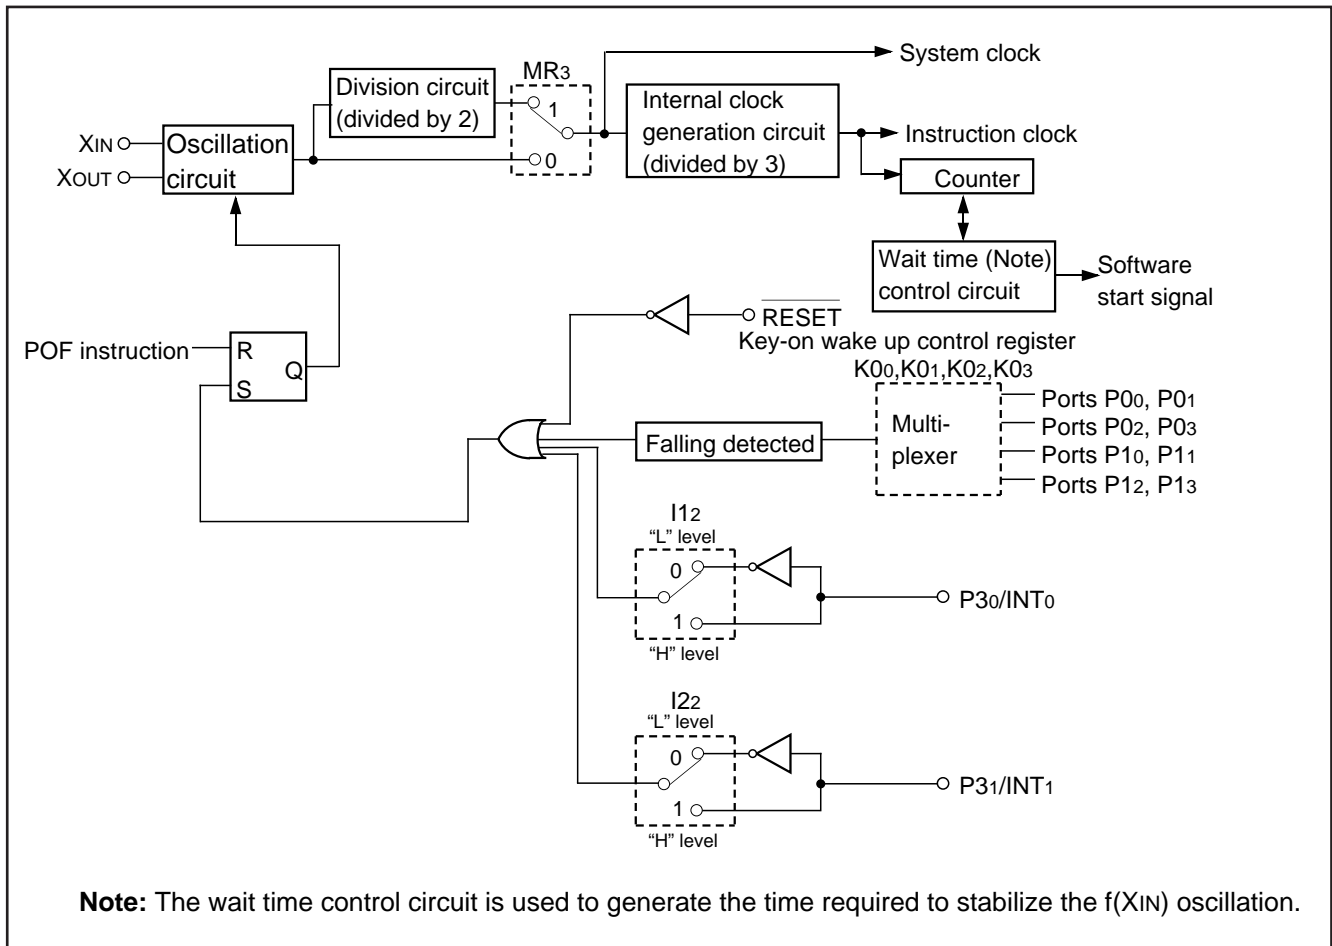 System clock
MR3
Division circuit
(divided by 2)
1
0
Internal clock
generation circuit
(divided by 3)
Instruction clock
XIN
XOUT
Oscillation
circuit
Counter
Wait time (Note)
control circuit
Software
start signal
RESET
POF instruction
R
S
Q
Key-on wake up control register
K00,K01,K02,K03
Multi-
plexer
Ports P00, P01
Ports P02, P03
Ports P10, P11
Ports P12, P13
Falling detected
I12
“L” level
0
1
“H” level
P30/INT0
I22
“L” level
0
1
“H” level
P31/INT1
Note: The wait time control circuit is used to generate the time required to stabilize the f(XIN) oscillation.